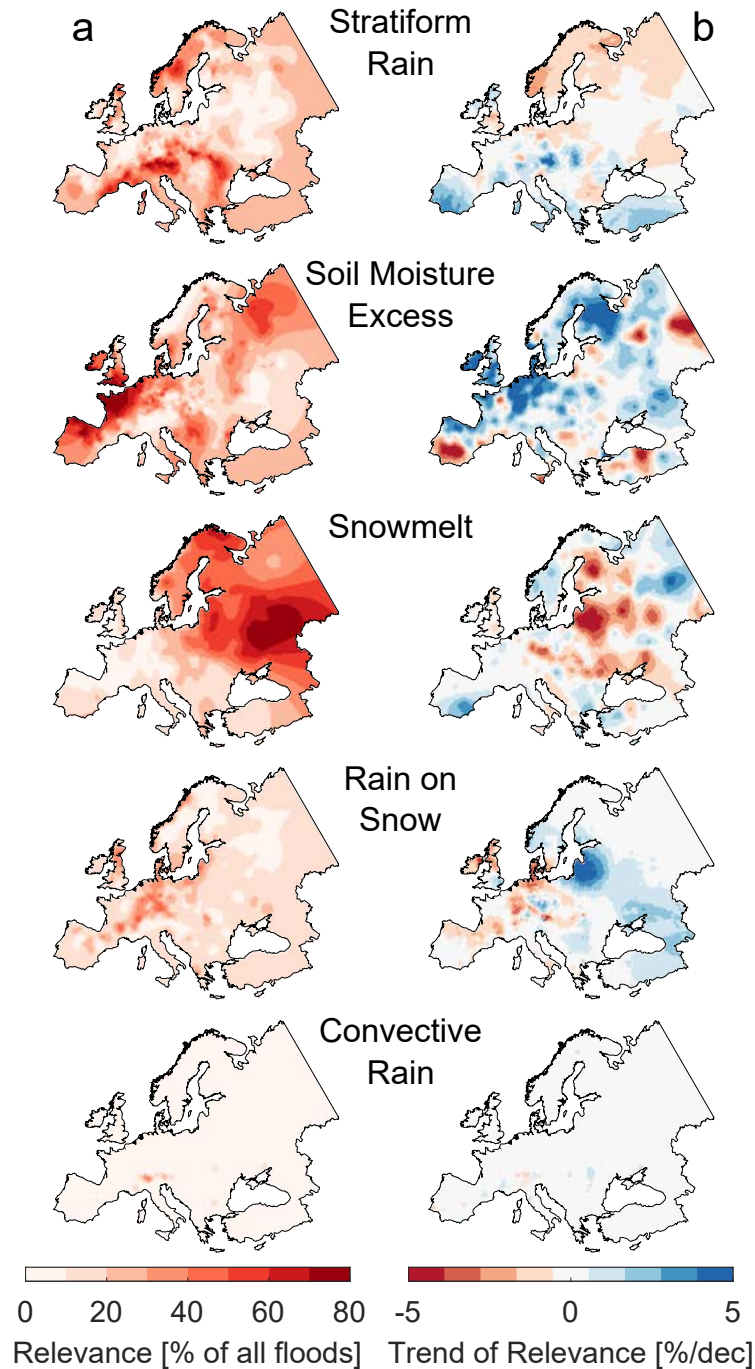 a
Stratiform
Rain
b
Soil Moisture
Excess
Snowmelt
Rain on
Snow
Convective
Rain
0 20 40 60 80
Relevance [% of all floods]
-5 0 5
Trend of Relevance [%/dec]